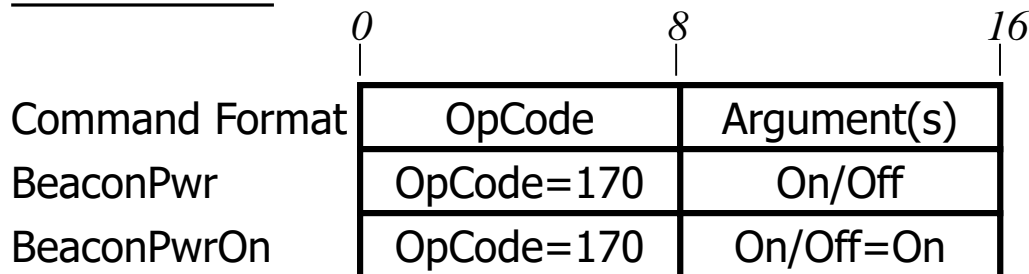 0 8 16
Command Format OpCode Argument(s)
BeaconPwr OpCode=170 On/Off
BeaconPwrOn OpCode=170 On/Off=On